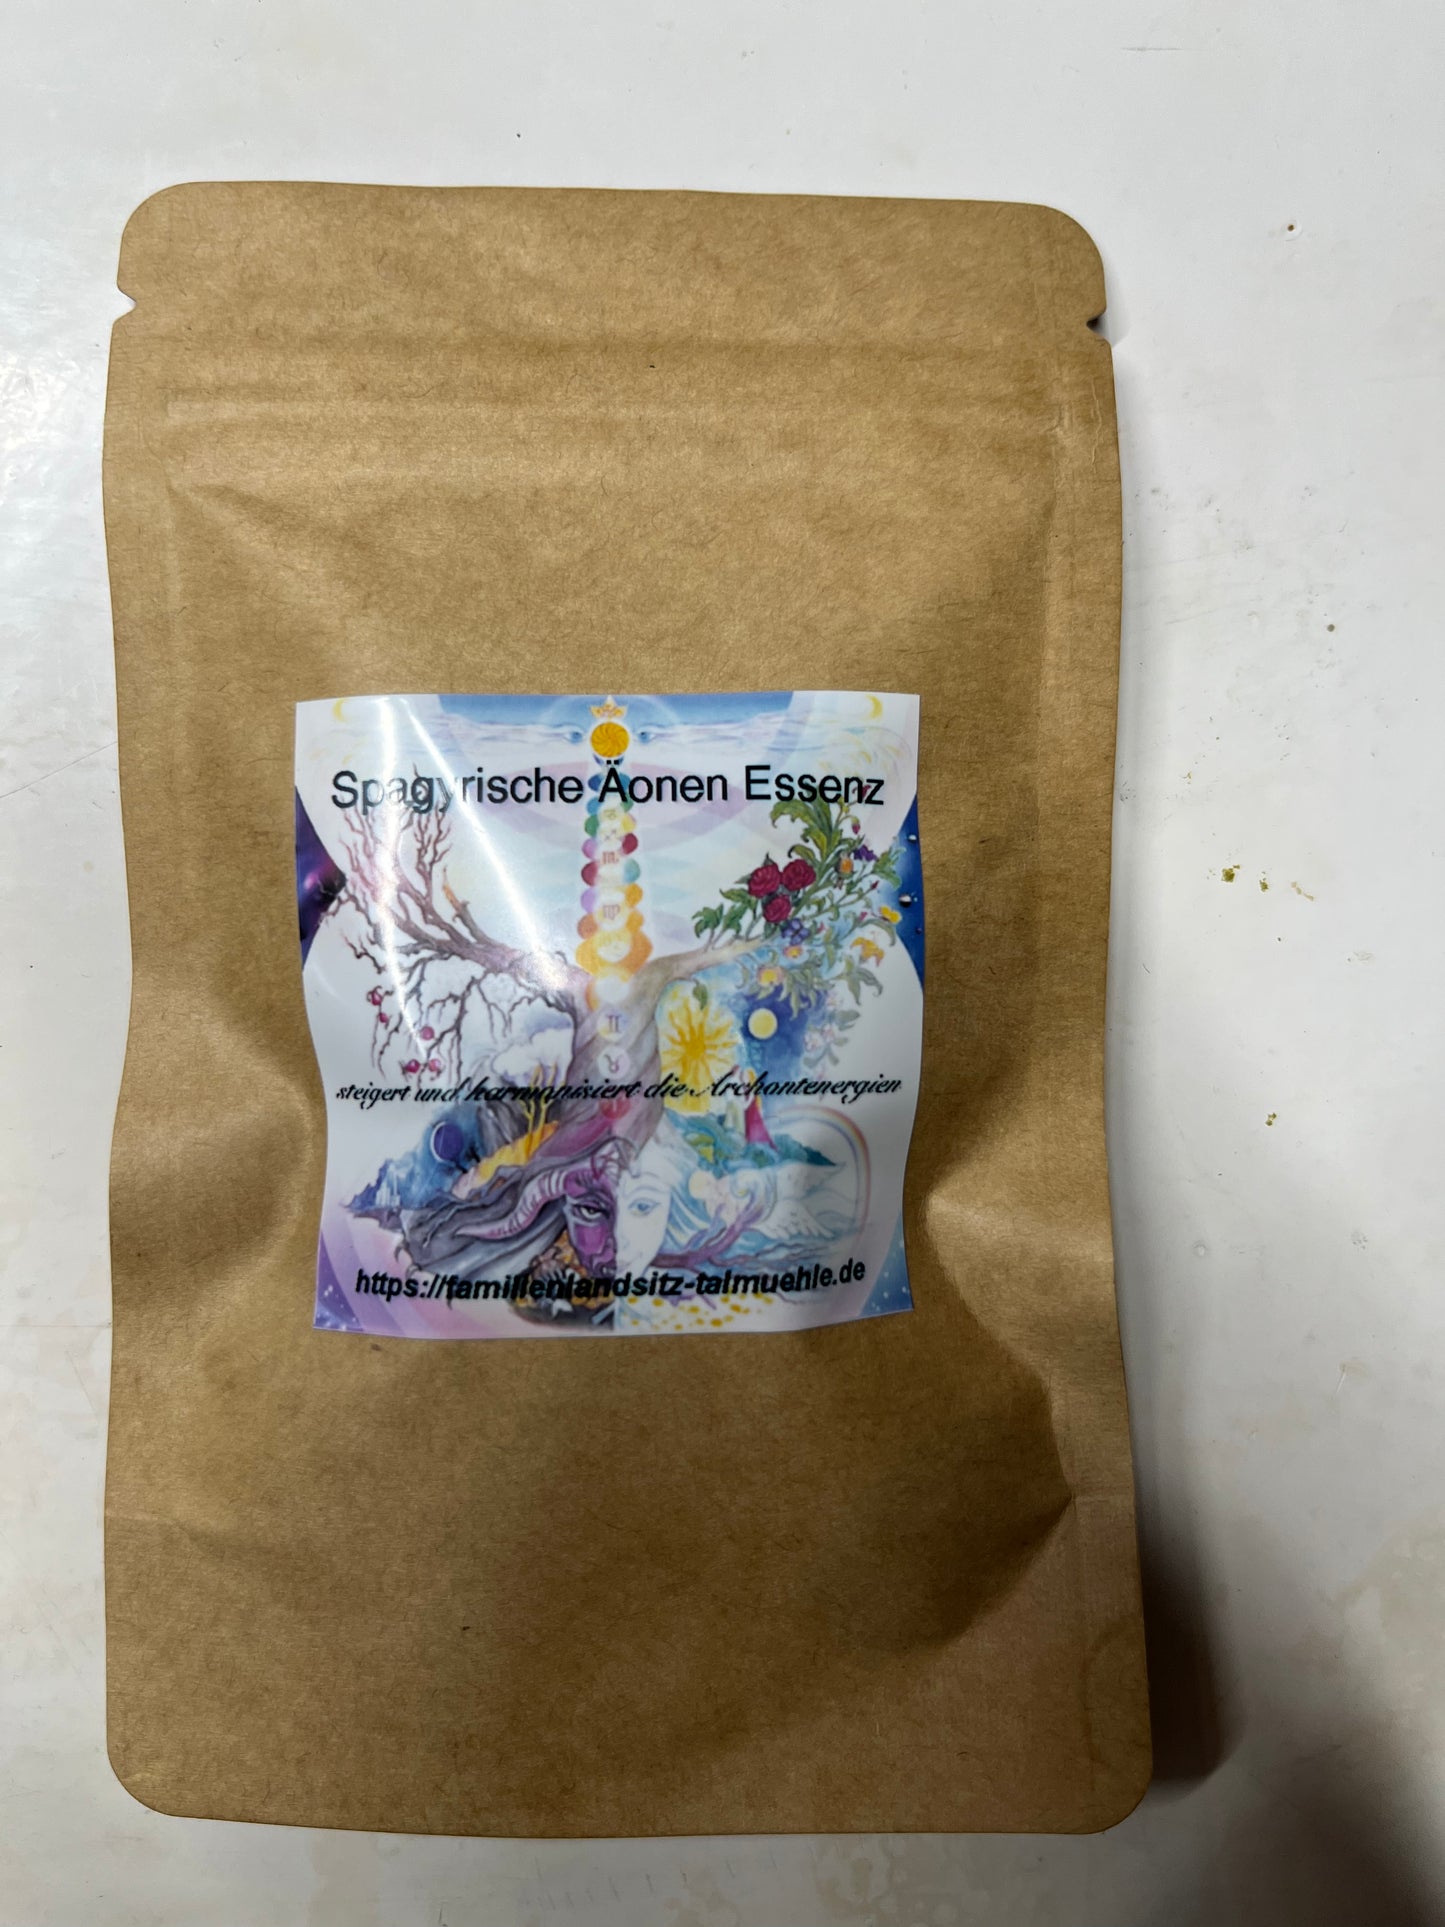 Spagyrische Äonen Essenz
♏
♍
♊
♉
steigert und harmonisiert die Archontenergien
https://familienlandsitz-talmuehle.de